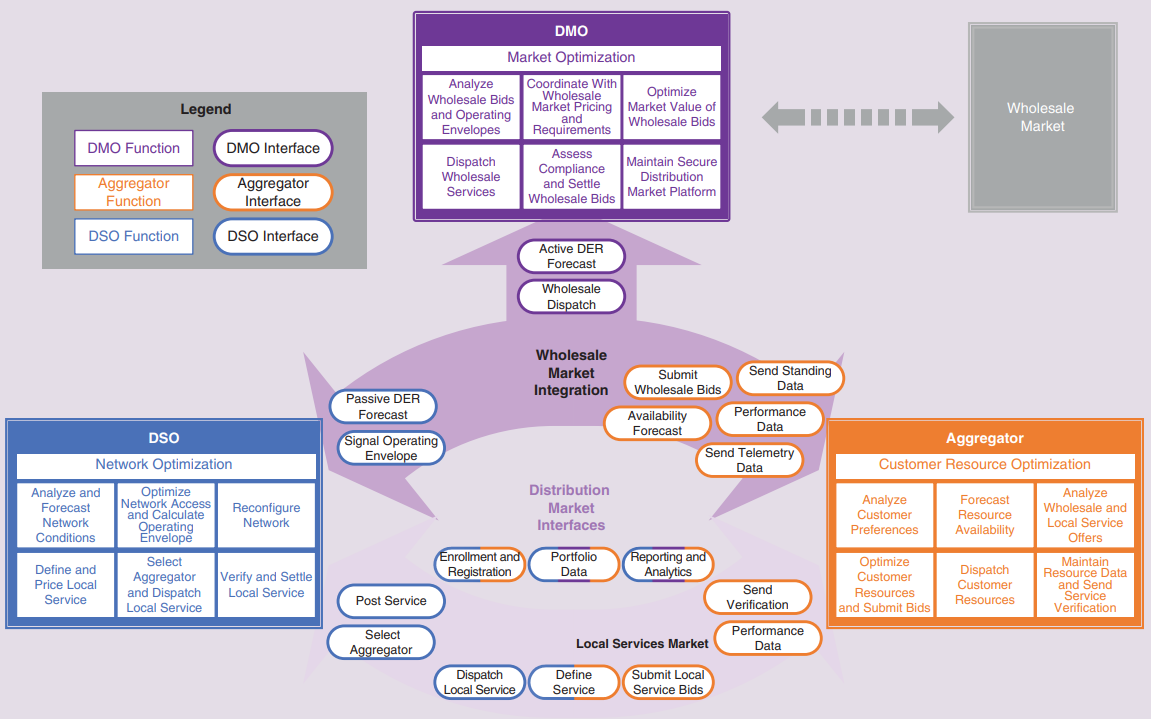 DMO
Market Optimization
Analyze
Wholesale Bids
and Operating
Envelopes
Coordinate With
Wholesale
Market Pricing
and
Requirements
Optimize
Market Value of
Wholesale Bids
Dispatch
Wholesale
Services
Assess
Compliance
and Settle
Wholesale Bids
Maintain Secure
Distribution
Market Platform
Wholesale
Market
Legend
DMO Function
DMO Interface
Aggregator
Function
Aggregator
Interface
DSO Function
DSO Interface
Active DER
Forecast
Wholesale
Dispatch
Wholesale
Market
Integration
Submit
Wholesale Bids
Send Standing
Data
Availability
Forecast
Performance
Data
Send Telemetry
Data
Passive DER
Forecast
Signal Operating
Envelope
DSO
Network Optimization
Analyze and
Forecast
Network
Conditions
Optimize
Network Access
and Calculate
Operating
Envelope
Reconfigure
Network
Define and
Price Local
Service
Select
Aggregator
and Dispatch
Local Service
Verify and Settle
Local Service
Aggregator
Customer Resource Optimization
Analyze
Customer
Preferences
Forecast
Resource
Availability
Analyze
Wholesale and
Local Service
Offers
Optimize
Customer
Resources
and Submit Bids
Dispatch
Customer
Resources
Maintain
Resource Data
and Send
Service
Verification
Distribution
Market
Interfaces
Enrollment and
Registration
Portfolio
Data
Reporting and
Analytics
Post Service
Select
Aggregator
Send
Verification
Performance
Data
Local Services Market
Dispatch
Local Service
Define
Service
Submit Local
Service Bids